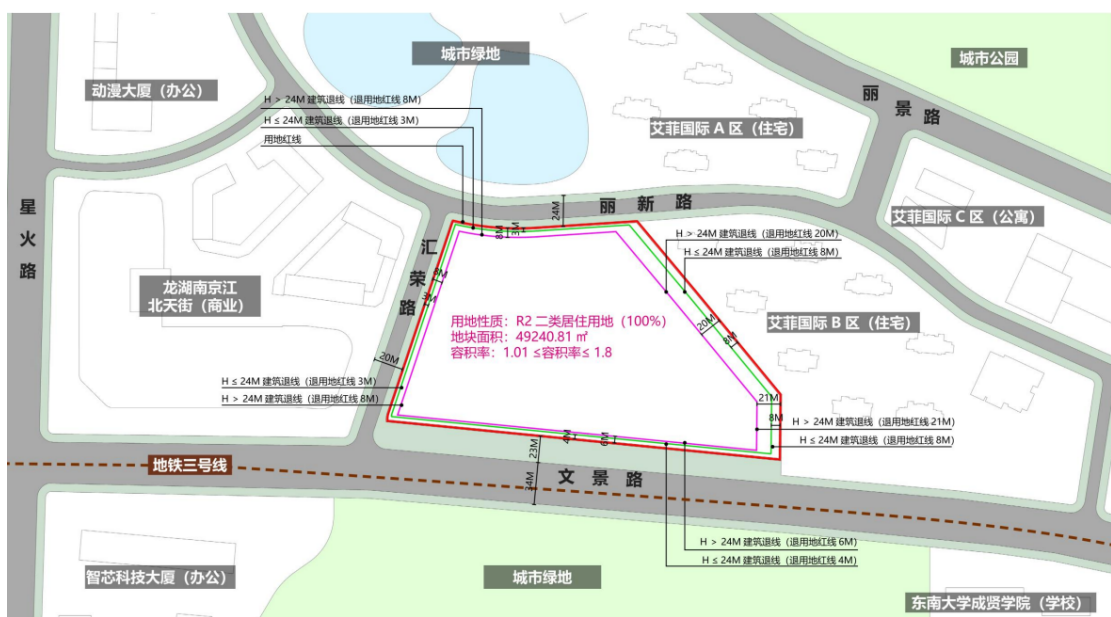 城市绿地
城市公园
动漫大厦（办公）
丽景路
H > 24M 建筑退线（退用地红线 8M）
H ≤ 24M 建筑退线（退用地红线 3M）
用地红线
艾菲国际 A 区（住宅）
星火路
24M
丽新路
艾菲国际 C 区（公寓）
8M
3M
H > 24M 建筑退线（退用地红线 20M）
H ≤ 24M 建筑退线（退用地红线 8M）
汇荣路
龙湖南京江
北天街（商业）
8M
3M
用地性质：R2 二类居住用地（100%）
地块面积：49240.81 ㎡
容积率：1.01 ≤容积率≤ 1.8
20M
8M
艾菲国际 B 区（住宅）
20M
H ≤ 24M 建筑退线（退用地红线 3M）
H > 24M 建筑退线（退用地红线 8M）
21M
8M
H > 24M 建筑退线（退用地红线 21M）
H ≤ 24M 建筑退线（退用地红线 8M）
23M
4M
6M
地铁三号线
34M
文景路
H > 24M 建筑退线（退用地红线 6M）
H ≤ 24M 建筑退线（退用地红线 4M）
智芯科技大厦（办公）
城市绿地
东南大学成贤学院（学校）